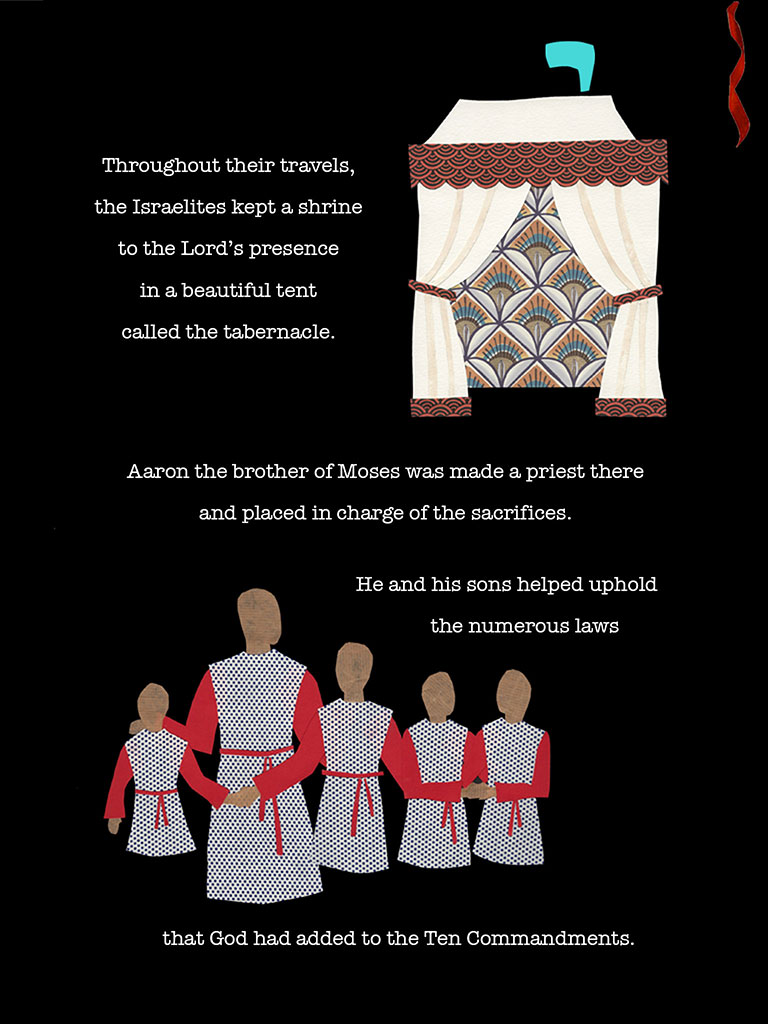 Throughout their travels,
the Israelites kept a shrine
to the Lord’s presence
in a beautiful tent
called the tabernacle.
Aaron the brother of Moses was made a priest there
and placed in charge of the sacrifices.
He and his sons helped uphold
the numerous laws
that God had added to the Ten Commandments.